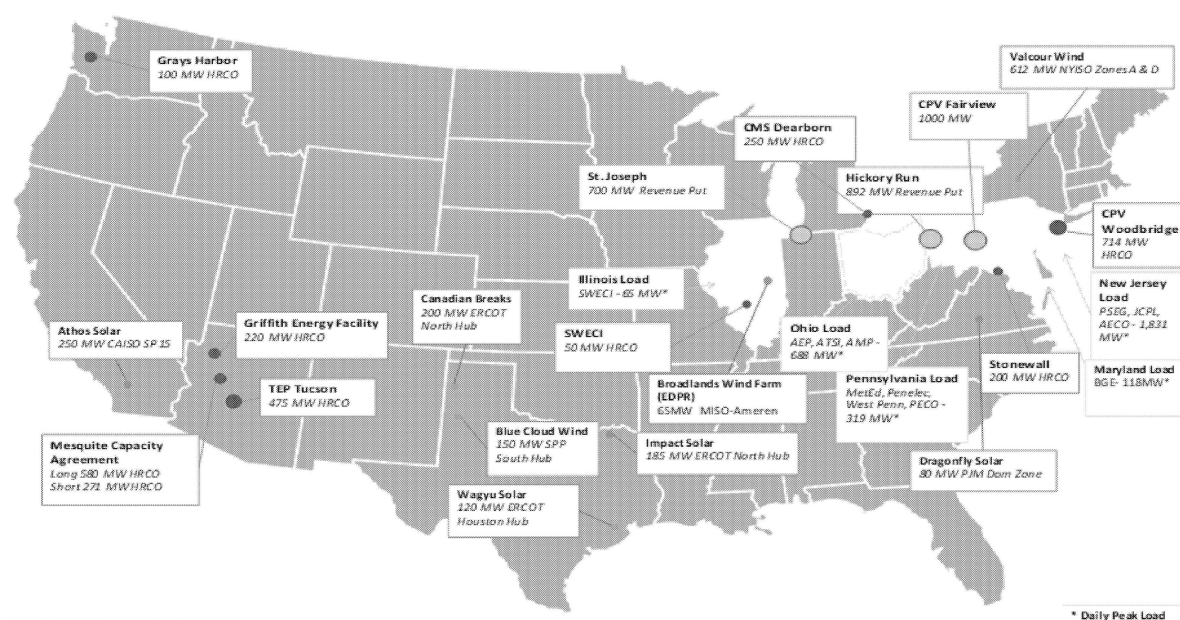 Grays Harbor
100 MW HRCO
Valcour Wind
612 MW NYISO Zones A & D
CPV Fairview
1000 MW
CMS Dearborn
250 MW HRCO
St. Joseph
700 MW Revenue Put
Hickory Run
892 MW Revenue Put
CPV
Woodbridge
714 MW
HRCO
Illinois Load
SWECI - 65 MW*
New Jersey
Load
PSEG, JCPL,
AECO - 1,831
MW*
Canadian Breaks
200 MW ERCOT
North Hub
Athos Solar
250 MW CAISO SP 15
Griffith Energy Facility
220 MW HRCO
SWECI
50 MW HRCO
Ohio Load
AEP, ATSI, AMP -
688 MW*
Stonewall
200 MW HRCO
Maryland Load
BGE- 118MW*
TEP Tucson
475 MW HRCO
Broadlands Wind Farm
(EDPR)
65MW MISO-Ameren
Pennsylvania Load
MetEd, Penelec,
West Penn, PECO -
319 MW*
Mesquite Capacity
Agreement
Long 580 MW HRCO
Short 271 MW HRCO
Blue Cloud Wind
150 MW SPP
South Hub
Impact Solar
185 MW ERCOT North Hub
Dragonfly Solar
80 MW PJM Dom Zone
Wagyu Solar
120 MW ERCOT
Houston Hub
* Daily Peak Load